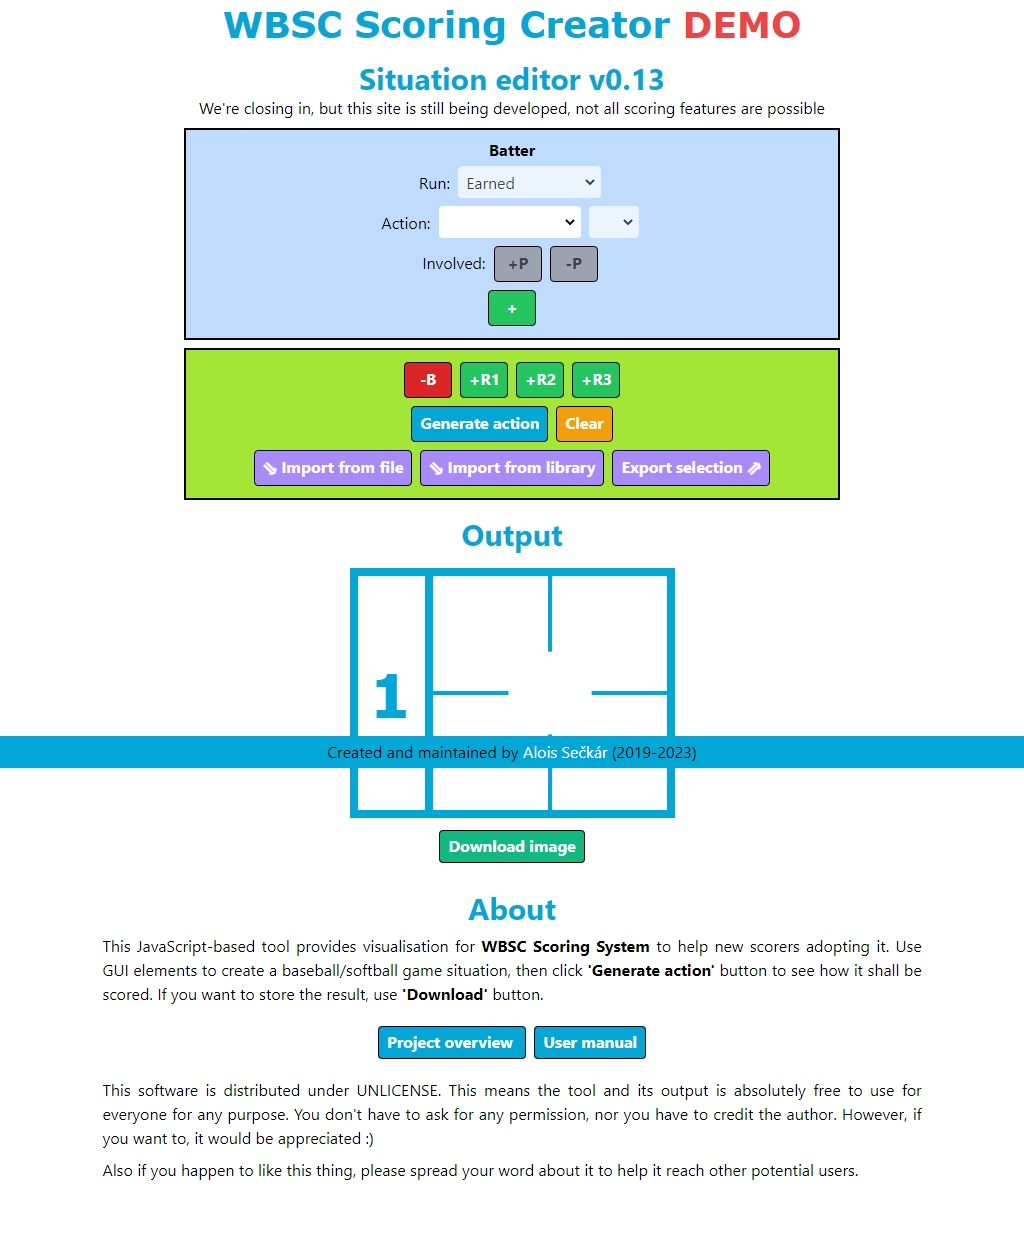 WBSC Scoring Creator DEMO
Situation editor v0.13
We're closing in, but this site is still being developed, not all scoring features are possible
Batter
Run: Earned
Action:
Involved: +P -P
+
-B +R1 +R2 +R3
Generate action Clear
⇘ Import from file ⇘ Import from library Export selection ⇗
Output
1
Created and maintained by Alois Sečkár (2019-2023)
Download image
About
This JavaScript-based tool provides visualisation for WBSC Scoring System to help new scorers adopting it. Use
GUI elements to create a baseball/softball game situation, then click 'Generate action' button to see how it shall be
scored. If you want to store the result, use 'Download' button.
Project overview User manual
This software is distributed under UNLICENSE. This means the tool and its output is absolutely free to use for
everyone for any purpose. You don't have to ask for any permission, nor you have to credit the author. However, if
you want to, it would be appreciated :)
Also if you happen to like this thing, please spread your word about it to help it reach other potential users.